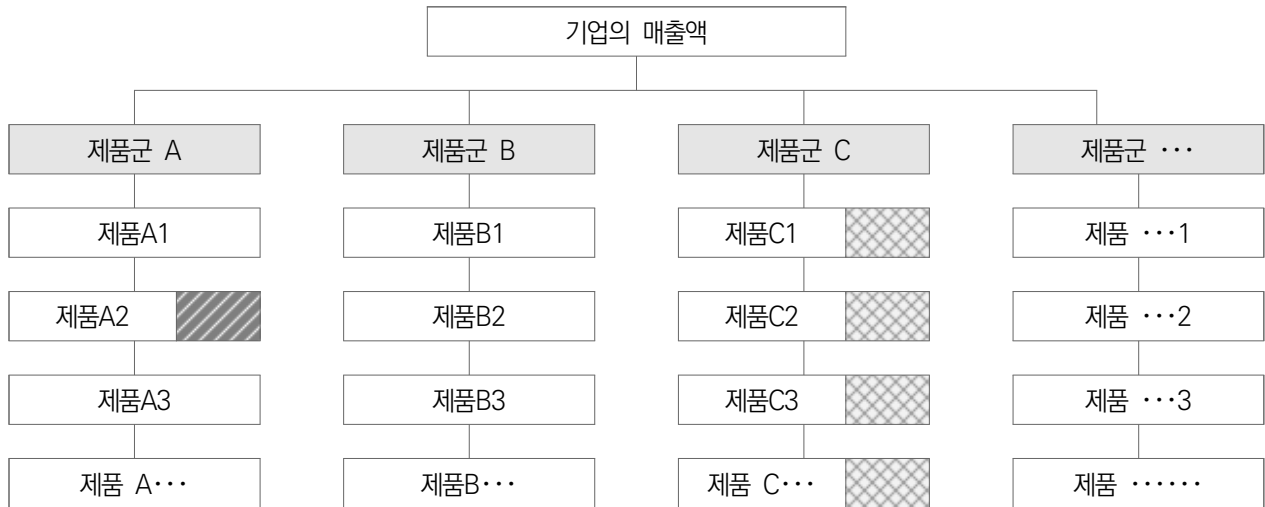 기업의 매출액
제품군 A 제품군 B 제품군 C 제품군 ···
제품A1 제품B1 제품C1 제품 ···1
제품A2 제품B2 제품C2 제품 ···2
제품A3 제품B3 제품C3 제품 ···3
제품 A··· 제품B··· 제품 C··· 제품 ······